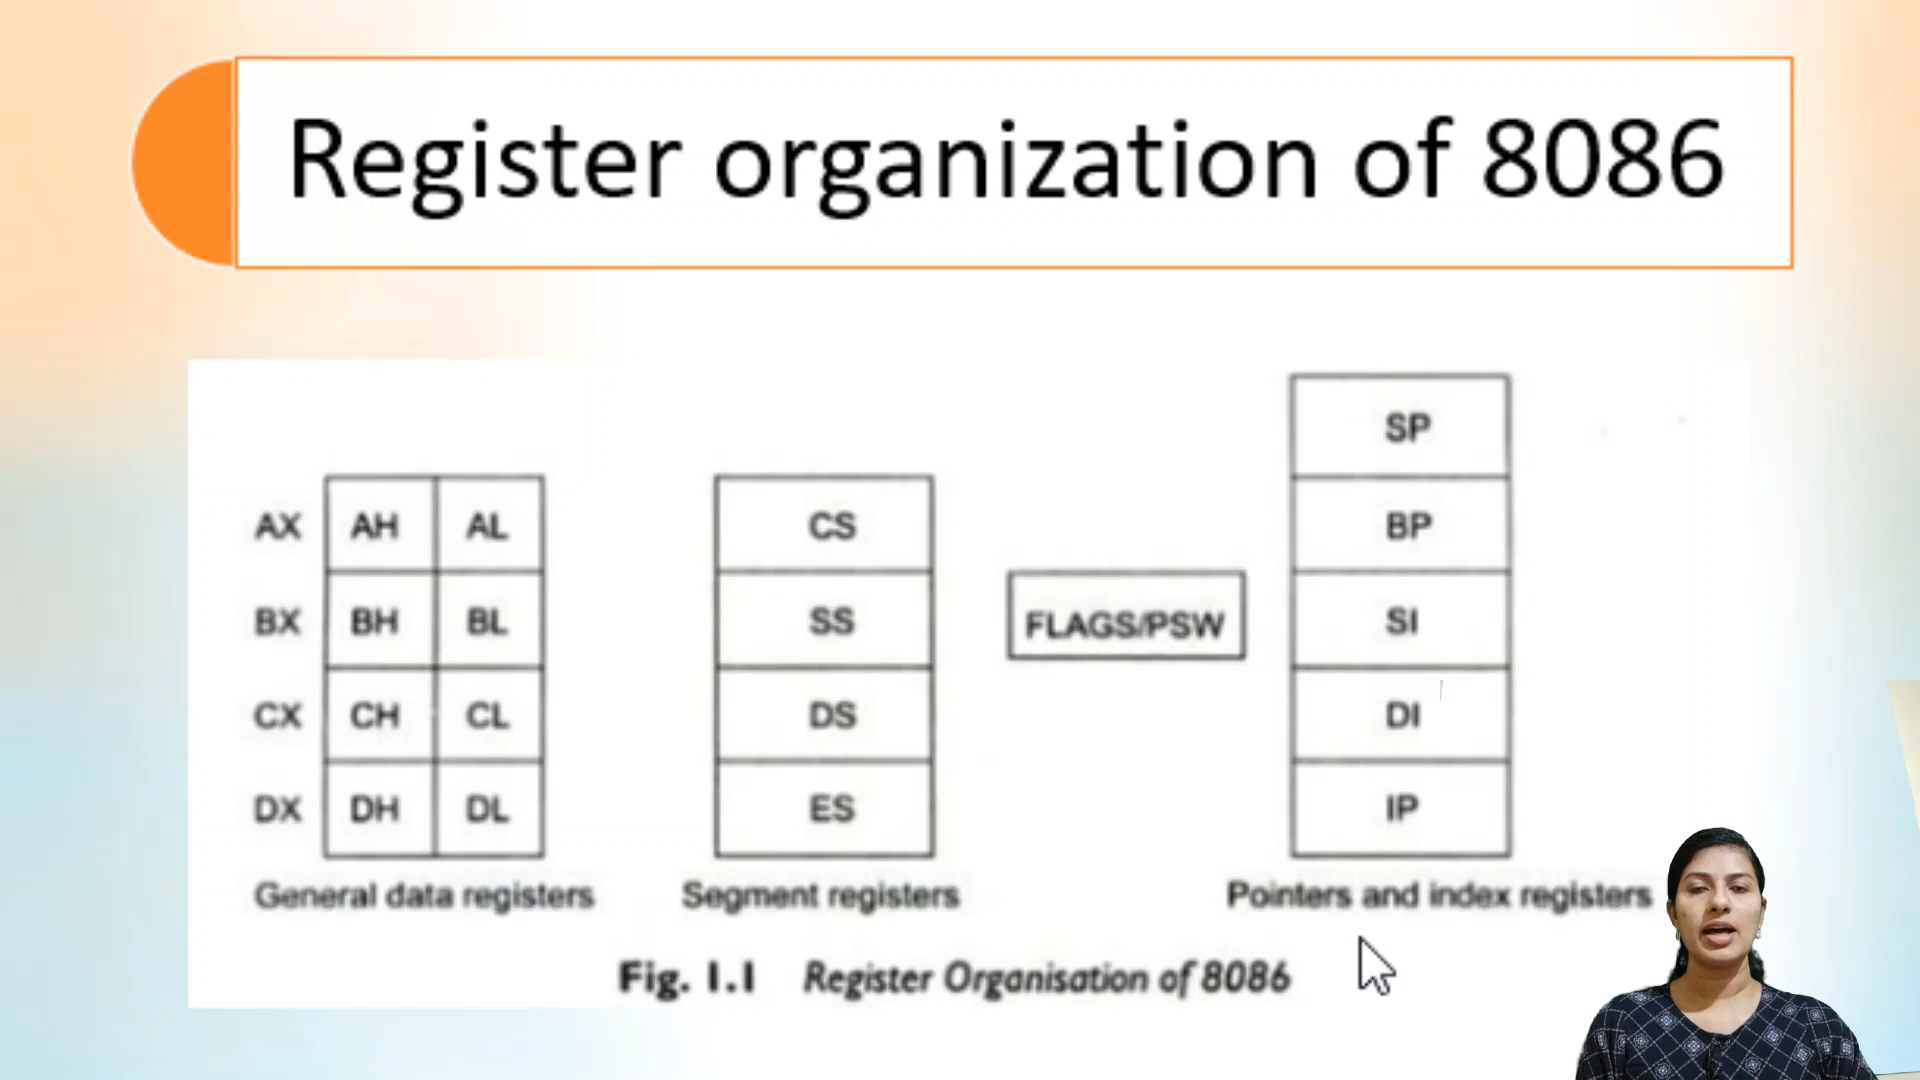 Register organization of 8086
AX AH AL
BX BH BL
CX CH CL
DX DH DL
General data registers
CS
SS
DS
ES
Segment registers
FLAGS/PSW
SP
BP
SI
DI
IP
Pointers and index registers
Fig. 1.1 Register Organisation of 8086